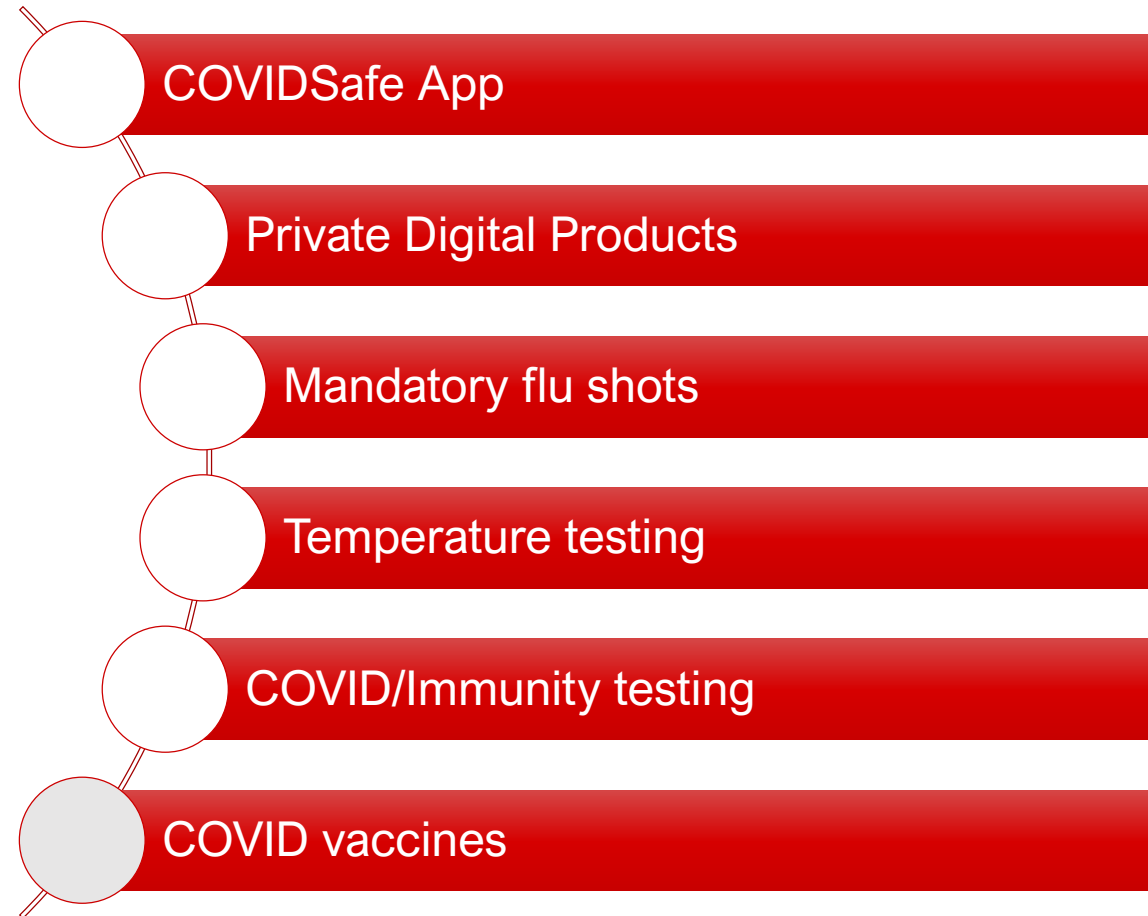 COVIDSafe App
Private Digital Products
Mandatory flu shots
Temperature testing
COVID/Immunity testing
COVID vaccines